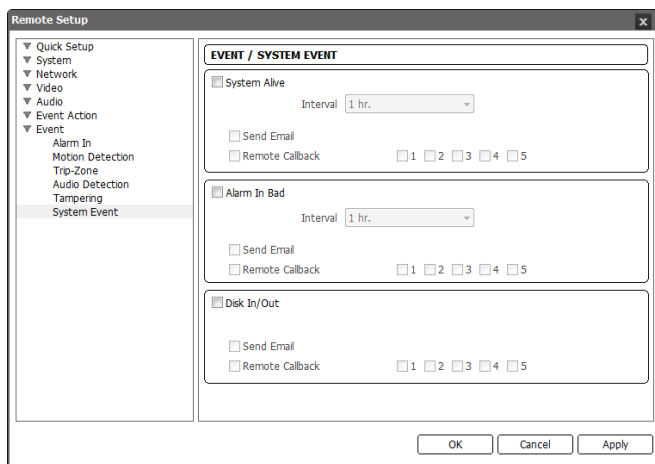 Remote Setup
Quick Setup
System
Network
Video
Audio
Event Action
Event
Alarm In
Motion Detection
Trip-Zone
Audio Detection
Tampering
System Event
EVENT / SYSTEM EVENT
System Alive
Interval 1 hr.
Send Email
Remote Callback 1 2 3 4 5
Alarm In Bad
Interval 1 hr.
Send Email
Remote Callback 1 2 3 4 5
Disk In/Out
Send Email
Remote Callback 1 2 3 4 5
OK Cancel Apply